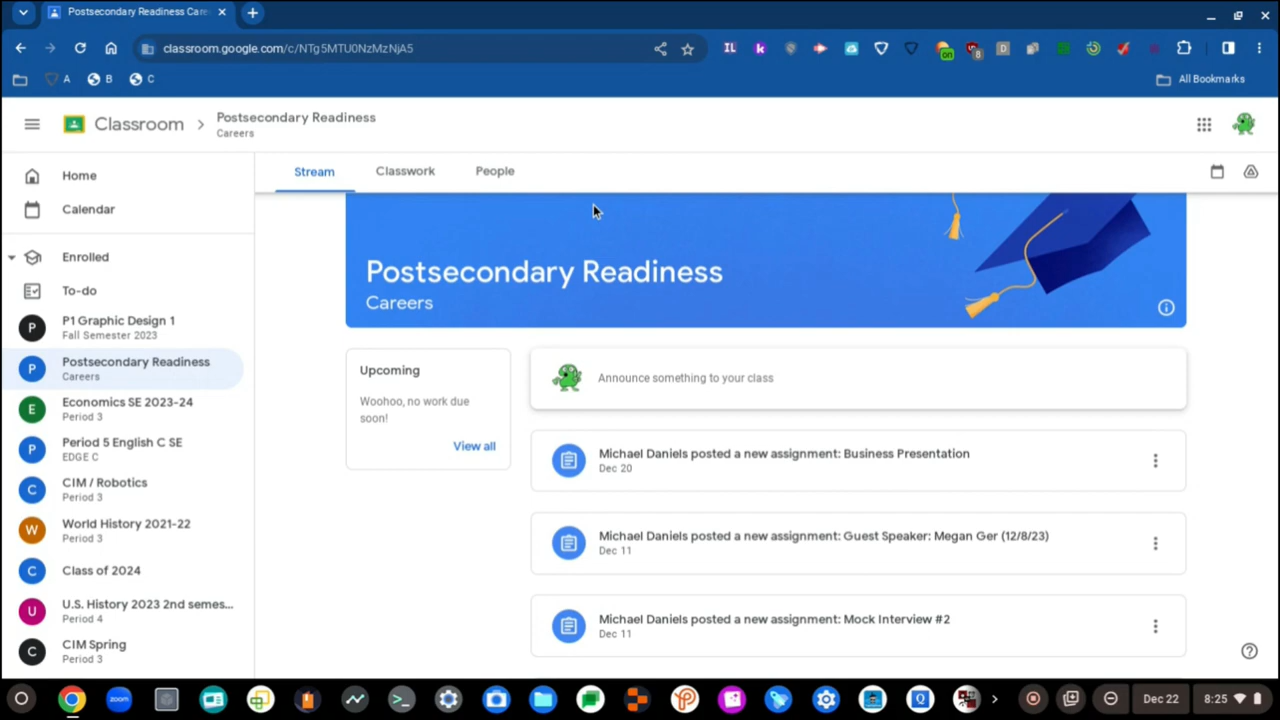 Postsecondary Readiness Care
classroom.google.com/c/NTg5MTU0NzMzNjA5
IL
k
on
8
D
A
B
C
All Bookmarks
Classroom
Postsecondary Readiness
Careers
Home
Calendar
Enrolled
To-do
P
P1 Graphic Design 1
Fall Semester 2023
P
Postsecondary Readiness
Careers
E
Economics SE 2023-24
Period 3
P
Period 5 English C SE
EDGE C
C
CIM / Robotics
Period 3
W
World History 2021-22
Period 3
C
Class of 2024
U
U.S. History 2023 2nd semes...
Period 4
C
CIM Spring
Period 3
Stream
Classwork
People
Postsecondary Readiness
Careers
Upcoming
Woohoo, no work due
soon!
View all
Announce something to your class
Michael Daniels posted a new assignment: Business Presentation
Dec 20
Michael Daniels posted a new assignment: Guest Speaker: Megan Ger (12/8/23)
Dec 11
Michael Daniels posted a new assignment: Mock Interview #2
Dec 11
zoom
Q
Dec 22
8:25